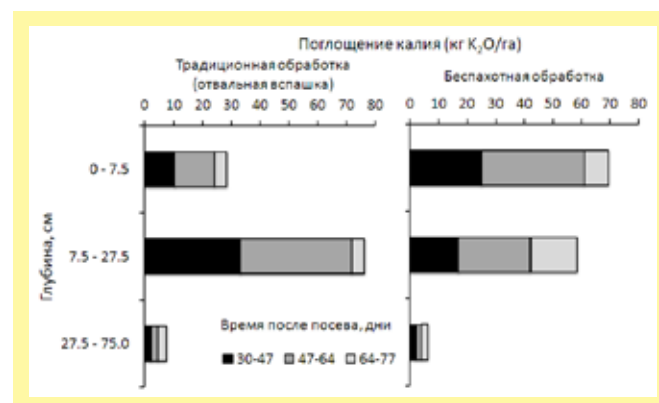 Поглощение калия (кг K₂O/га)
Традиционная обработка
(отвальная вспашка)
Беспахотная обработка
0 10 20 30 40 50 60 70 80
0 10 20 30 40 50 60 70 80
Глубина, см
0 - 7.5
7.5 - 27.5
27.5 - 75.0
Время после посева, дни
30-47 47-64 64-77